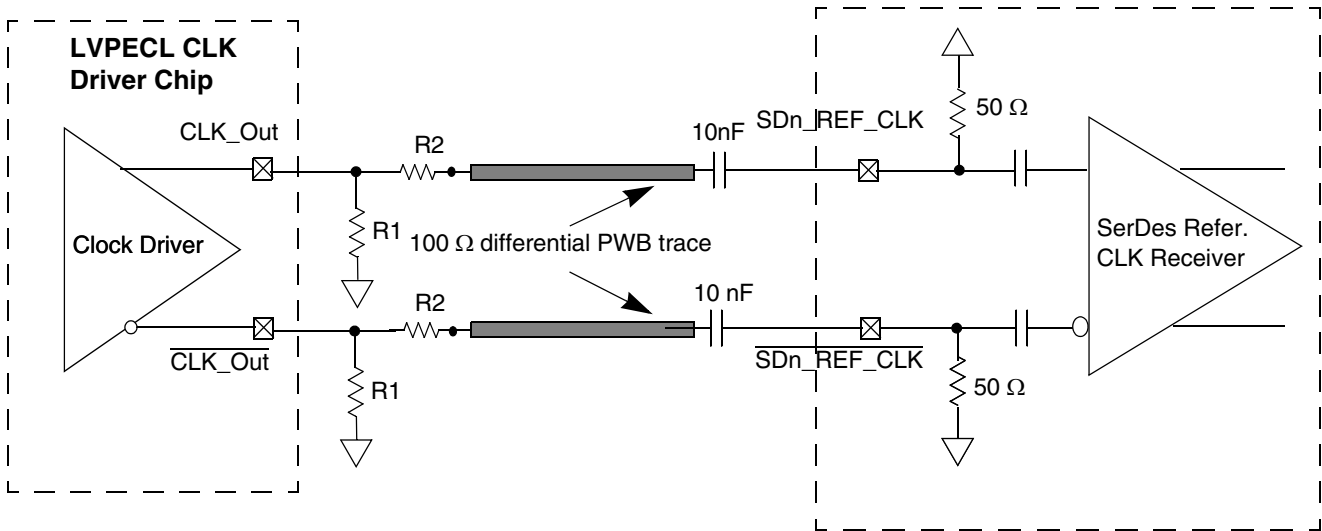 LVPECL CLK
Driver Chip
CLK_Out
R2
10nF
SDn_REF_CLK
50 Ω
Clock Driver
R1
100 Ω differential PWB trace
SerDes Refer.
CLK Receiver
R2
10 nF
CLK_Out
SDn_REF_CLK
R1
50 Ω